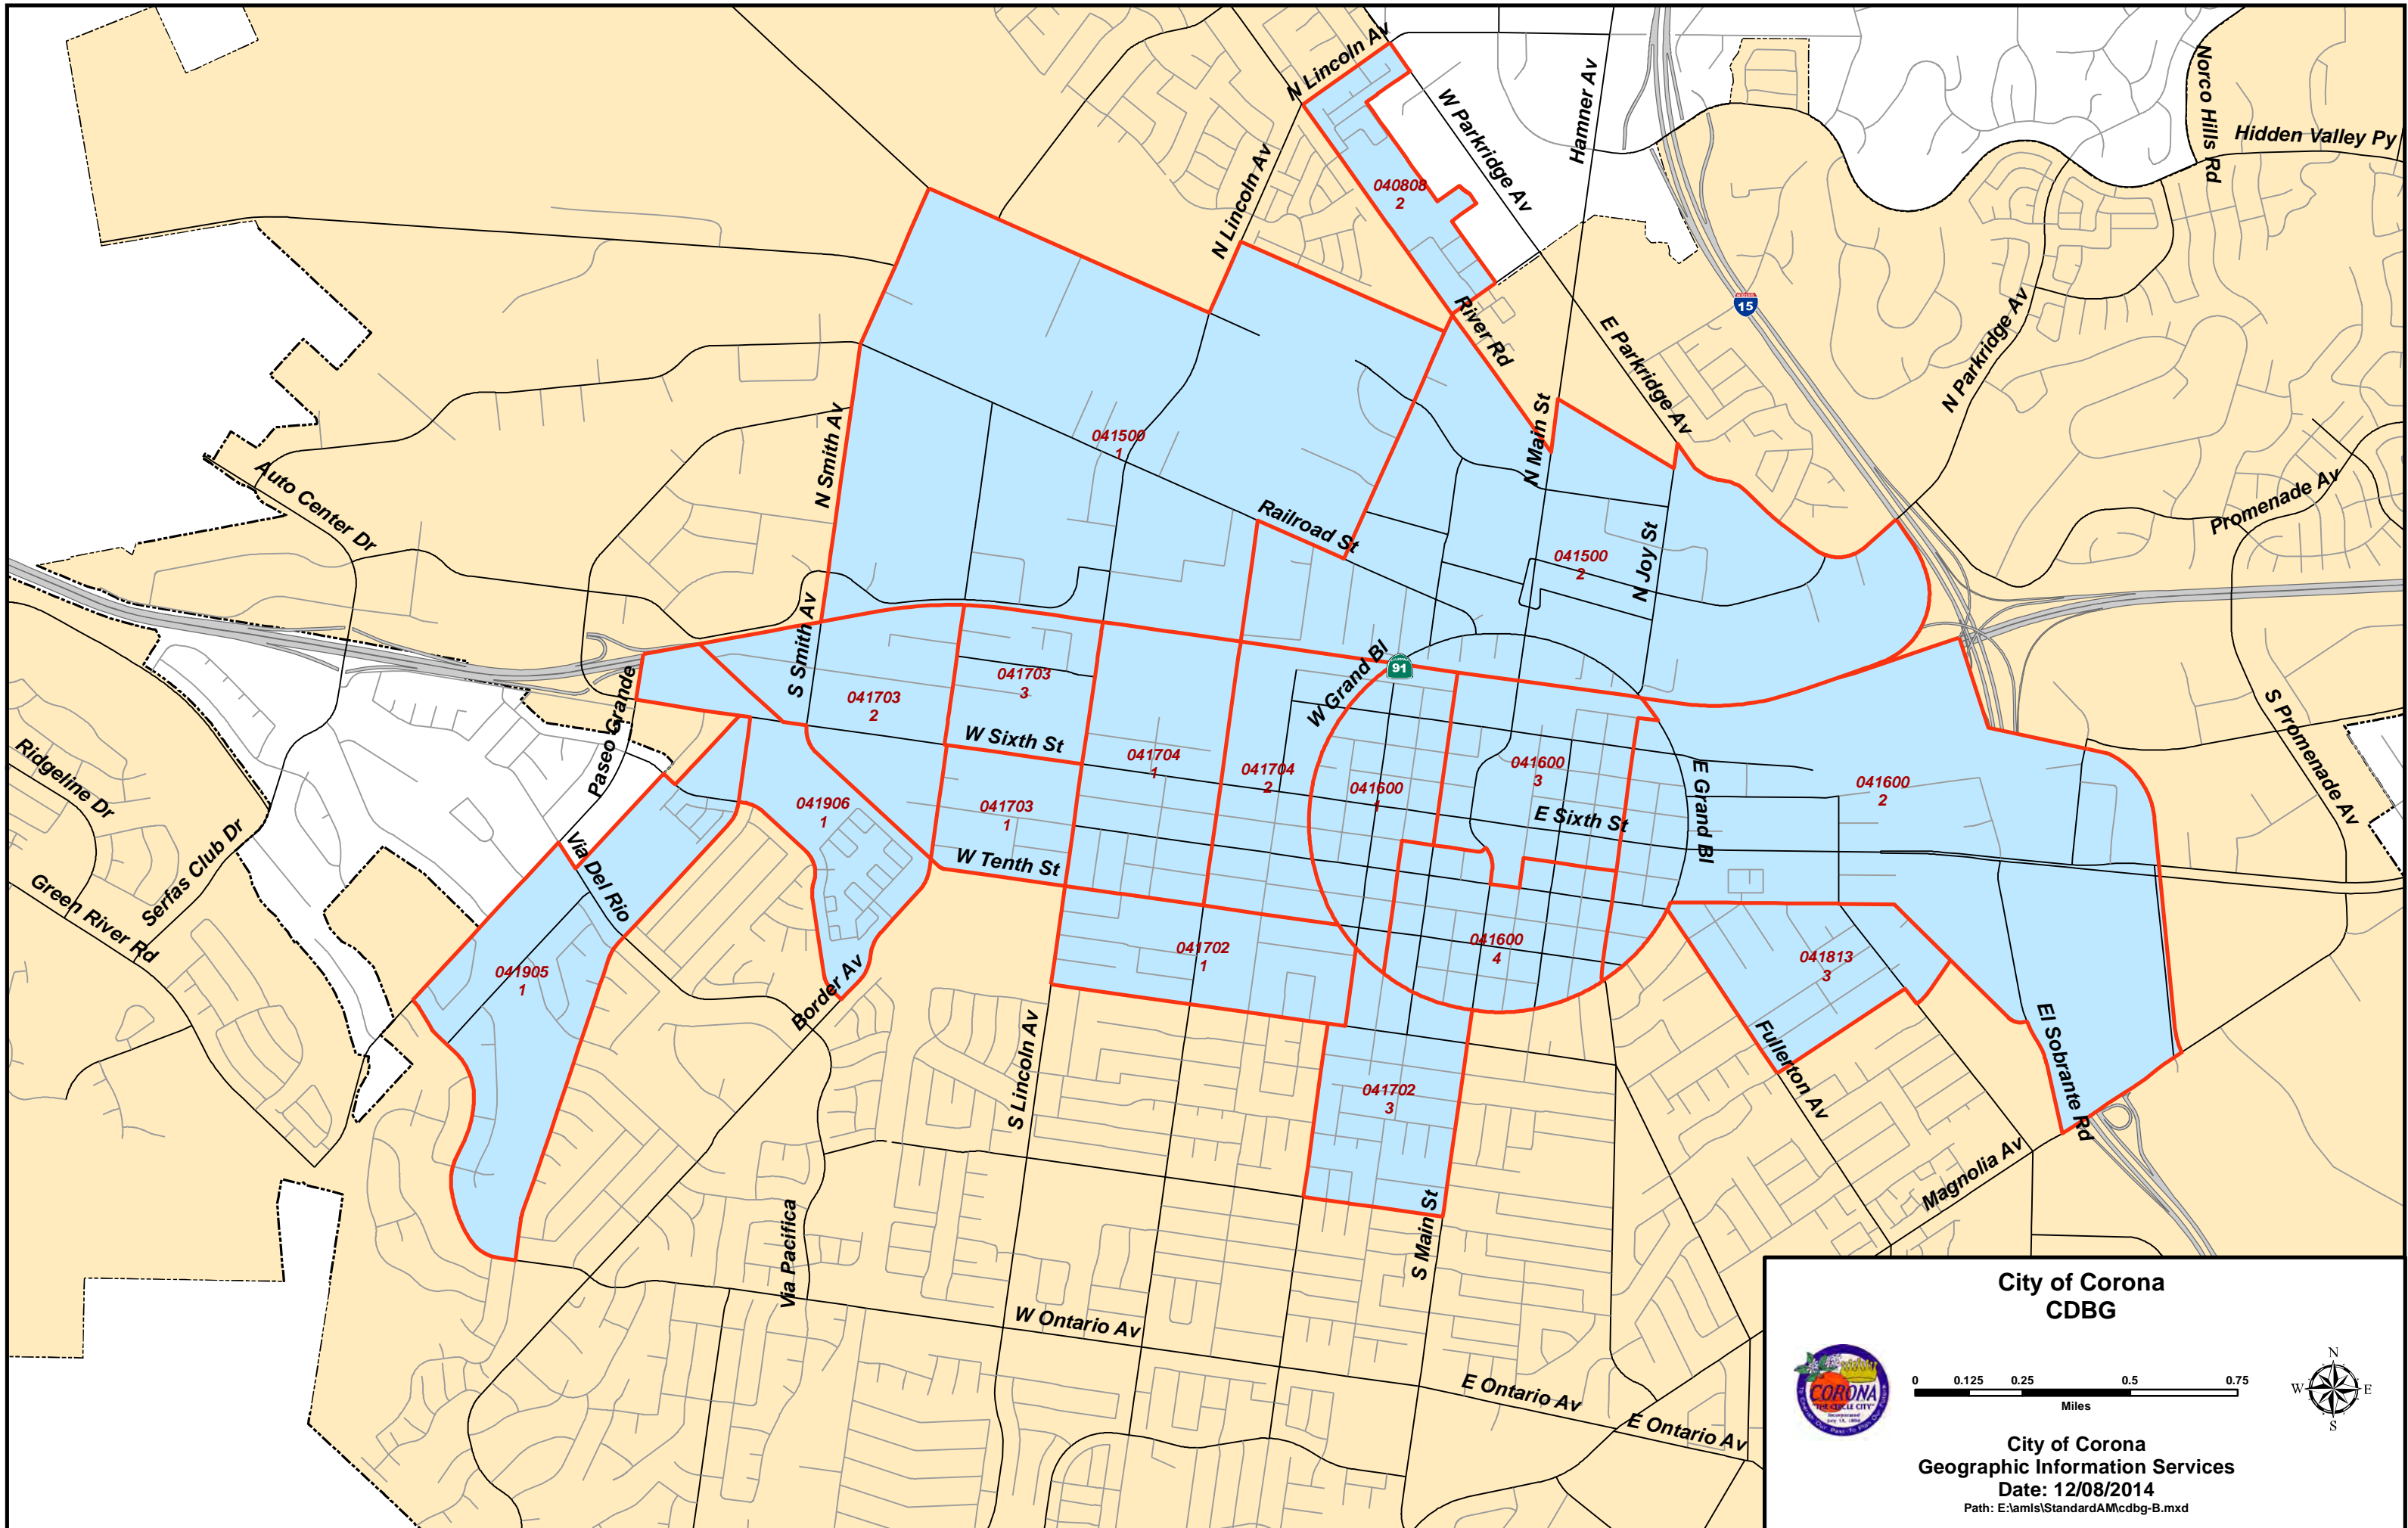 N Lincoln Av
Norco Hills Rd
Hidden Valley Py
W Parkridge Av
Hamner Av
N Lincoln Av
040808
2
15
River Rd
E Parkridge Av
N Parkridge Av
N Smith Av
041500
1
N Main St
Auto Center Dr
Railroad St
Promenade Av
041500
2
N Joy St
S Smith Av
W Grand Bl
91
041703
2
041703
3
Paseo Grande
W Sixth St
041704
1
041704
2
041600
1
041600
3
E Grand Bl
041600
2
S Promenade Av
Ridgeline Dr
041906
1
041703
1
E Sixth St
Serfas Club Dr
Via Del Rio
W Tenth St
Green River Rd
041905
1
041702
1
041600
4
041813
3
Border Av
S Lincoln Av
Fullerton Av
El Sobrante Rd
041702
3
Magnolia Av
Via Pacifica
S Main St
W Ontario Av
E Ontario Av
E Ontario Av
City of Corona
CDBG
CORONA
"THE CIRCLE CITY"
Incorporated
July 13, 1896
0 0.125 0.25 0.5 0.75
Miles
N
W E
S
City of Corona
Geographic Information Services
Date: 12/08/2014
Path: E:\amls\StandardAM\cdbg-B.mxd